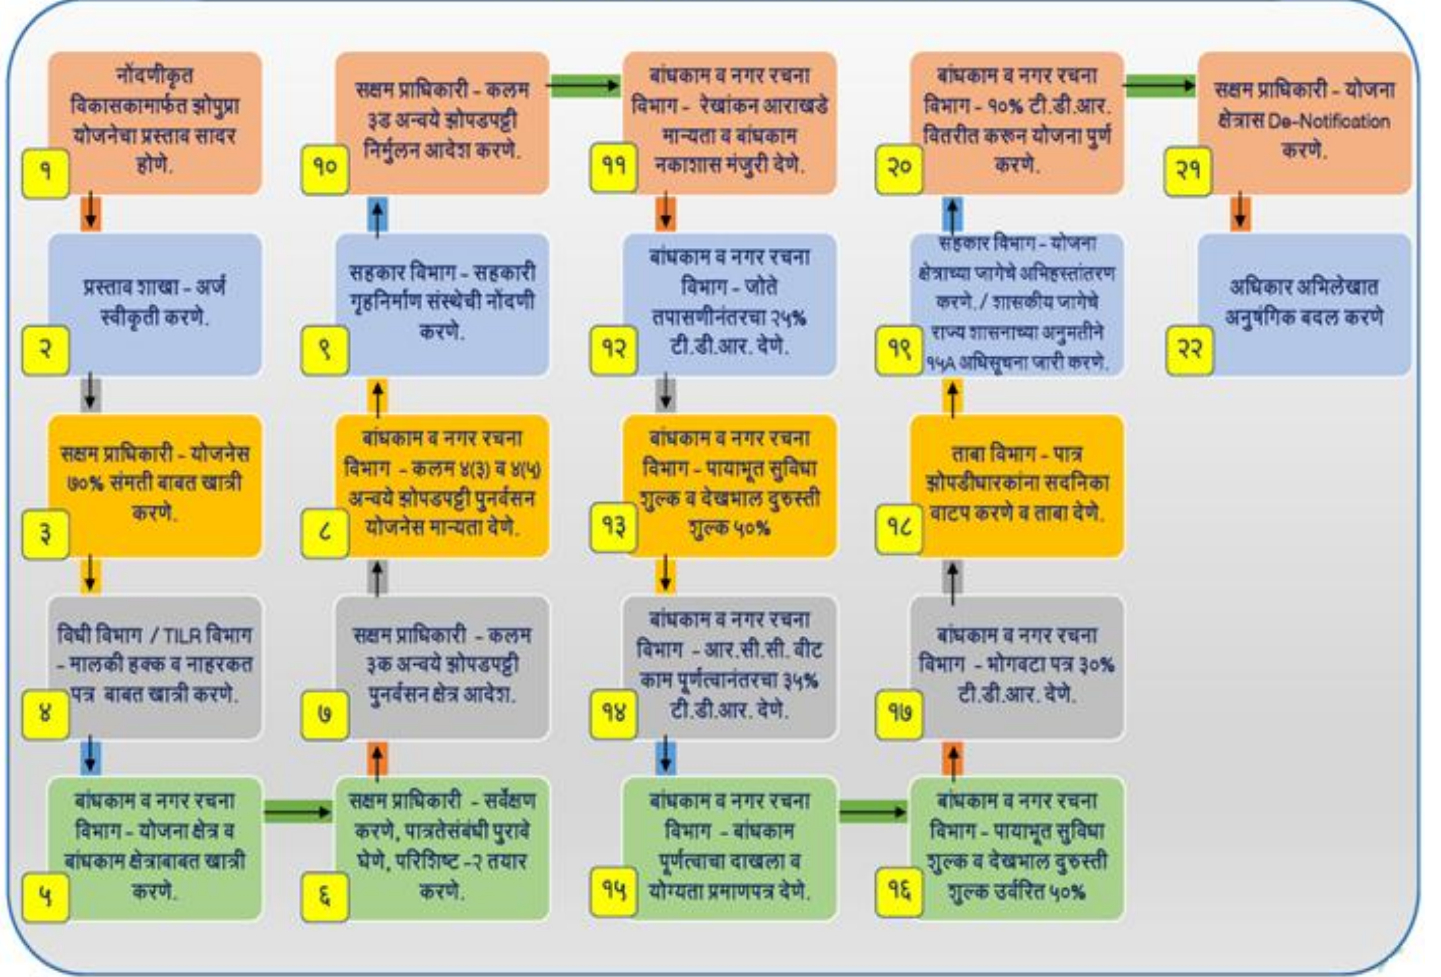 नोंदणीकृत
विकासकामार्फत झोपुप्रा
योजनेचा प्रस्ताव सादर
होणे.
१
प्रस्ताव शाखा - अर्ज
स्वीकृती करणे.
२
सक्षम प्राधिकारी - योजनेस
७०% संमती बाबत खात्री
करणे.
३
विधी विभाग / TILR विभाग
- मालकी हक्क व नाहरकत
पत्र बाबत खात्री करणे.
४
बांधकाम व नगर रचना
विभाग - योजना क्षेत्र व
बांधकाम क्षेत्राबाबत खात्री
करणे.
५
सक्षम प्राधिकारी - सर्वेक्षण
करणे, पात्रतेसंबंधी पुरावे
घेणे, परिशिष्ट -२ तयार
करणे.
६
सक्षम प्राधिकारी - कलम
३क अन्वये झोपडपट्टी
पुनर्वसन क्षेत्र आदेश.
७
बांधकाम व नगर रचना
विभाग - कलम ४(३) व ४(५)
अन्वये झोपडपट्टी पुनर्वसन
योजनेस मान्यता देणे.
८
सहकार विभाग - सहकारी
गृहनिर्माण संस्थेची नोंदणी
करणे.
९
सक्षम प्राधिकारी - कलम
३ड अन्वये झोपडपट्टी
निर्मुलन आदेश करणे.
१०
बांधकाम व नगर रचना
विभाग - रेखांकन आराखडे
मान्यता व बांधकाम
नकाशास मंजुरी देणे.
११
बांधकाम व नगर रचना
विभाग - जोते
तपासणीनंतरचा २५%
टी.डी.आर. देणे.
१२
बांधकाम व नगर रचना
विभाग - पायाभूत सुविधा
शुल्क व देखभाल दुरुस्ती
शुल्क ५०%
१३
बांधकाम व नगर रचना
विभाग - आर.सी.सी. वीट
काम पूर्णत्वानंतरचा ३५%
टी.डी.आर. देणे.
१४
बांधकाम व नगर रचना
विभाग - बांधकाम
पूर्णत्वाचा दाखला व
योग्यता प्रमाणपत्र देणे.
१५
बांधकाम व नगर रचना
विभाग - पायाभूत सुविधा
शुल्क व देखभाल दुरुस्ती
शुल्क उर्वरित ५०%
१६
बांधकाम व नगर रचना
विभाग - भोगवटा पत्र ३०%
टी.डी.आर. देणे.
१७
ताबा विभाग - पात्र
झोपडीधारकांना सदनिका
वाटप करणे व ताबा देणे.
१८
सहकार विभाग - योजना
क्षेत्राच्या जागेचे अभिहस्तांतरण
करणे. / शासकीय जागेचे
राज्य शासनाच्या अनुमतीने
१५A अधिसूचना जारी करणे.
१९
बांधकाम व नगर रचना
विभाग - १०% टी.डी.आर.
वितरीत करून योजना पुर्ण
करणे.
२०
सक्षम प्राधिकारी - योजना
क्षेत्रास De-Notification
करणे.
२१
अधिकार अभिलेखात
अनुषंगिक बदल करणे
२२